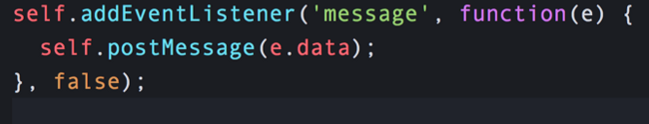 self.addEventListener('message', function(e) {
  self.postMessage(e.data);
}, false);